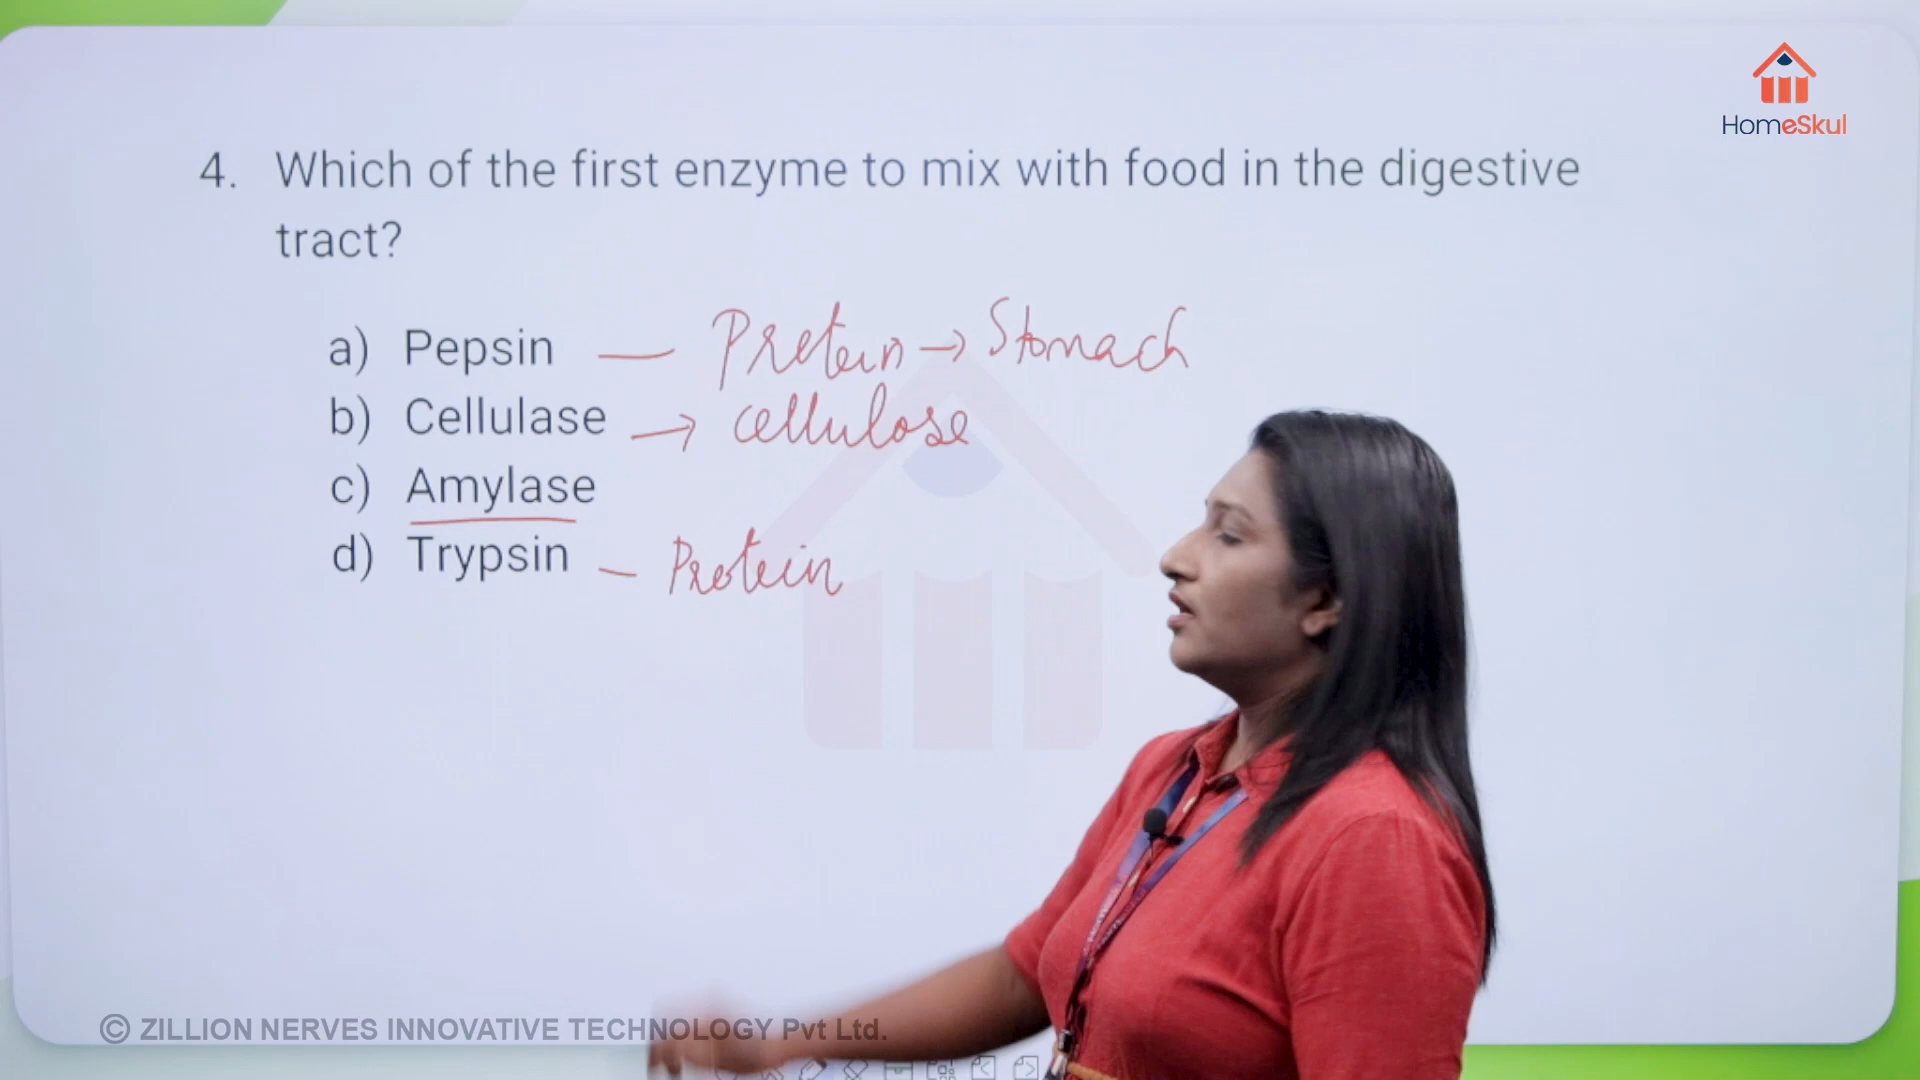 HomeSkul
4. Which of the first enzyme to mix with food in the digestive
tract?
a) Pepsin — Protein → Stomach
b) Cellulase → cellulose
c) Amylase
d) Trypsin – Protein
© ZILLION NERVES INNOVATIVE TECHNOLOGY Pvt Ltd.